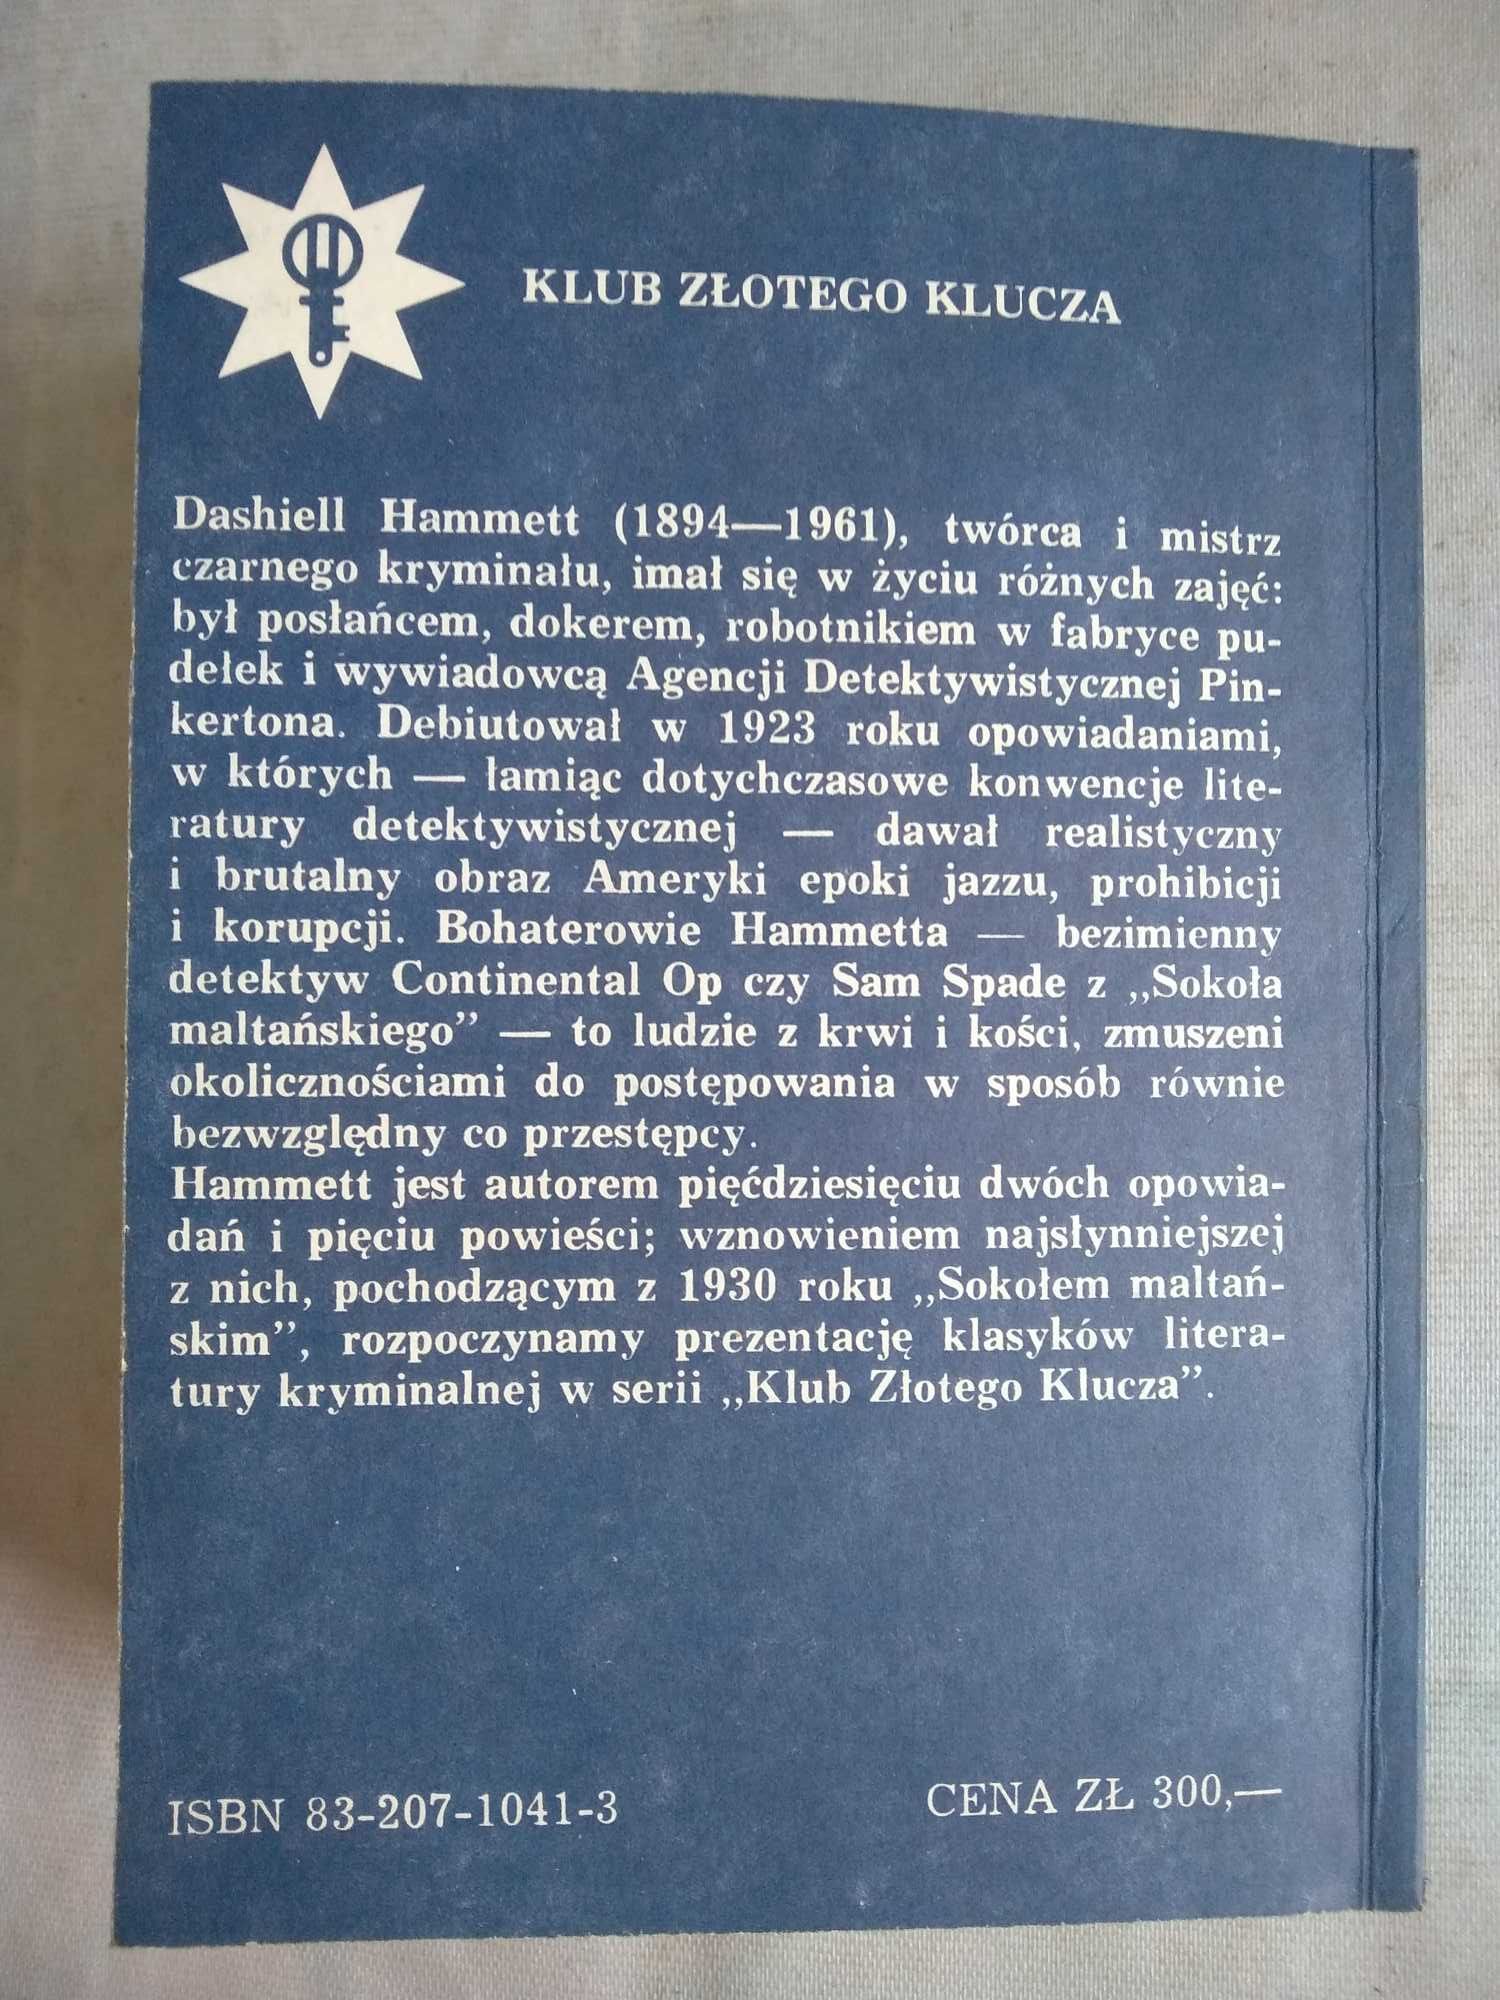 KLUB ZŁOTEGO KLUCZA
Dashiell Hammett (1894—1961), twórca i mistrz
czarnego kryminału, imał się w życiu różnych zajęć:
był posłańcem, dokerem, robotnikiem w fabryce pu-
dełek i wywiadowcą Agencji Detektywistycznej Pin-
kertona. Debiutował w 1923 roku opowiadaniami,
w których — łamiąc dotychczasowe konwencje lite-
ratury detektywistycznej — dawał realistyczny
i brutalny obraz Ameryki epoki jazzu, prohibicji
i korupcji. Bohaterowie Hammetta — bezimienny
detektyw Continental Op czy Sam Spade z „Sokoła
maltańskiego” — to ludzie z krwi i kości, zmuszeni
okolicznościami do postępowania w sposób równie
bezwzględny co przestępcy.
Hammett jest autorem pięćdziesięciu dwóch opowia-
dań i pięciu powieści; wznowieniem najsłynniejszej
z nich, pochodzącym z 1930 roku „Sokołem maltań-
skim”, rozpoczynamy prezentację klasyków litera-
tury kryminalnej w serii „Klub Złotego Klucza”.
ISBN 83-207-1041-3
CENA ZŁ 300,—